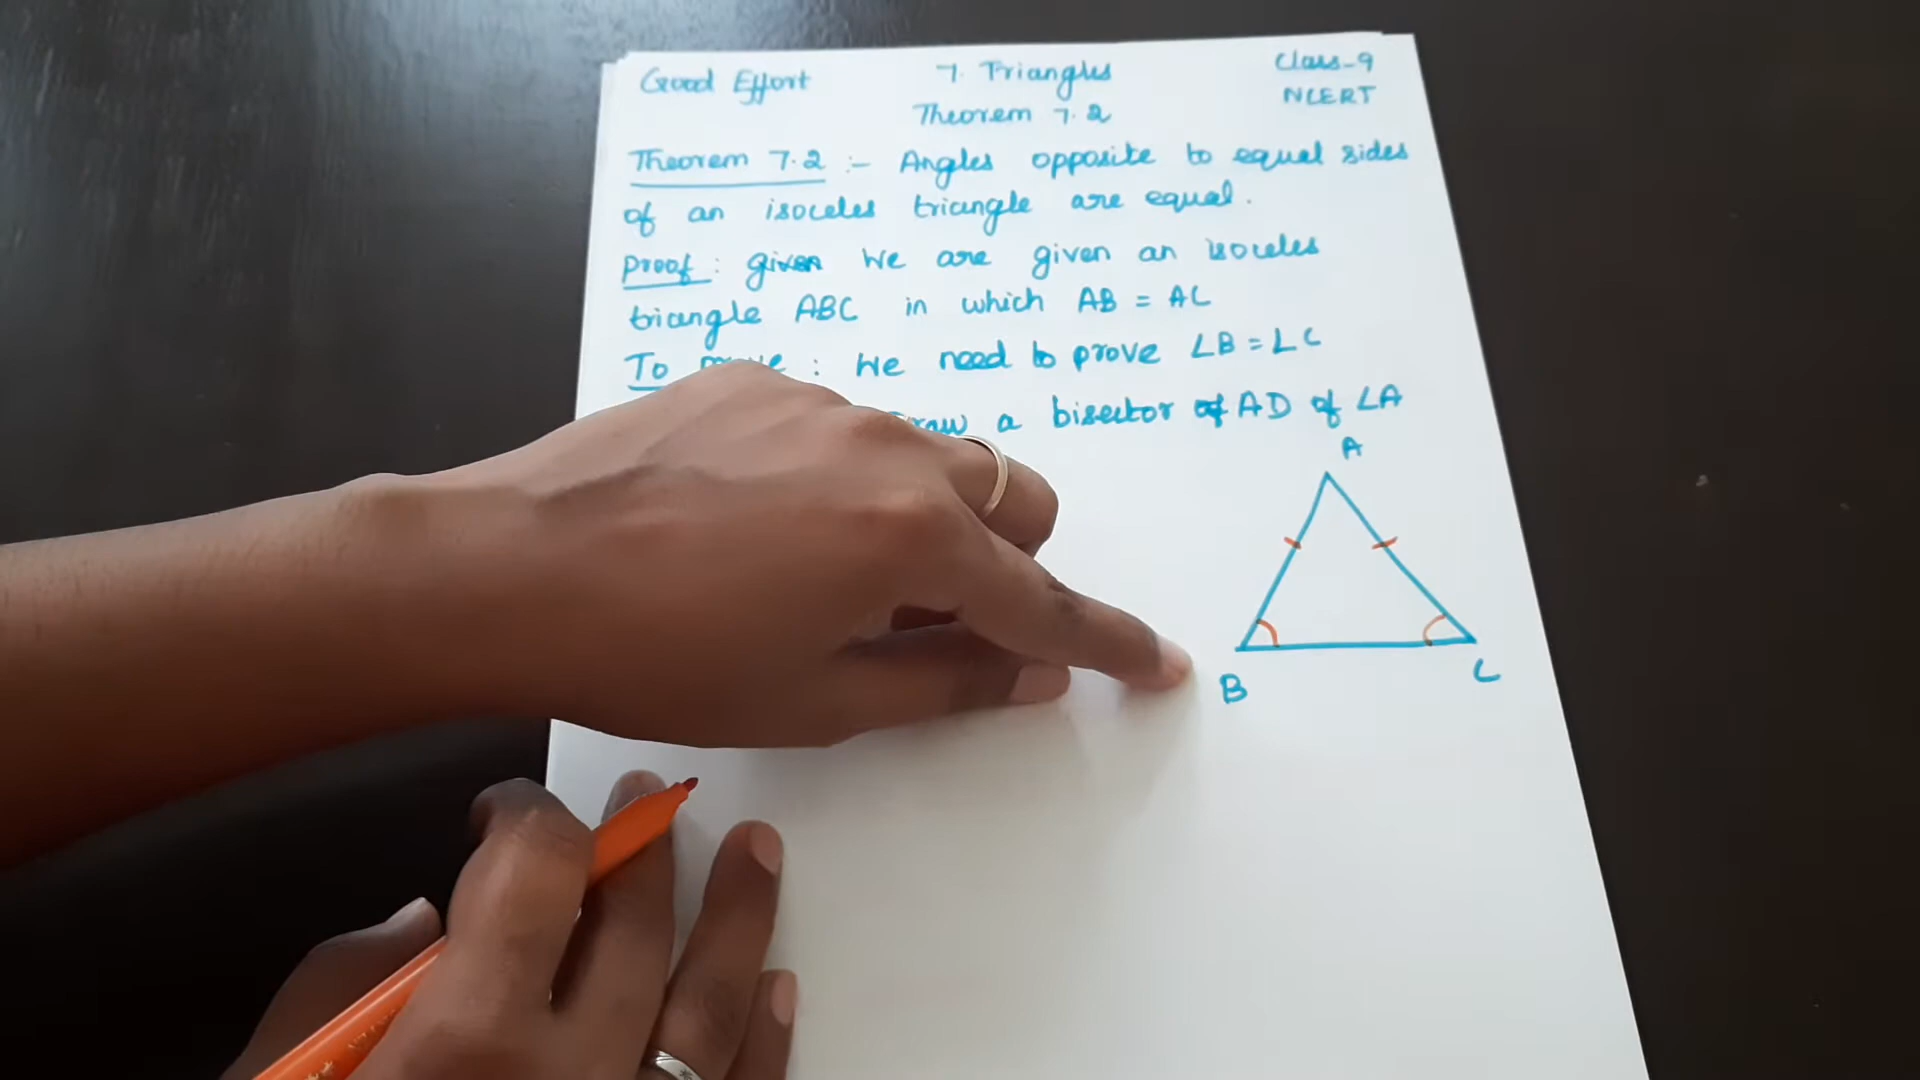 Good Effort
7. Triangles
Class-9
NCERT
Theorem 7.2
Theorem 7.2 :- Angles opposite to equal sides
of an isoceles triangle are equal.
Proof : given We are given an isoceles
triangle ABC in which AB = AC
To prove : We need to prove ∠B = ∠C
a bisector of AD of ∠A
A
B
C